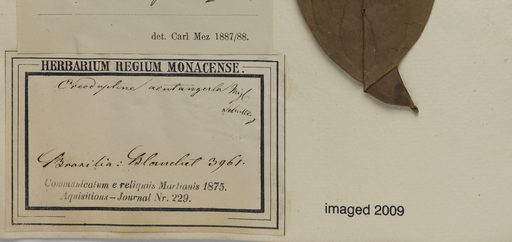 det. Carl Mez 1887/88.
HERBARIUM REGIUM MONACENSE.
Oreodaphne acutangula Miq.
Brasilia: Blanchet 3961.
Communicatum e reliquiis Martianis 1875.
Aquisitions-Journal Nr. 229.
imaged 2009